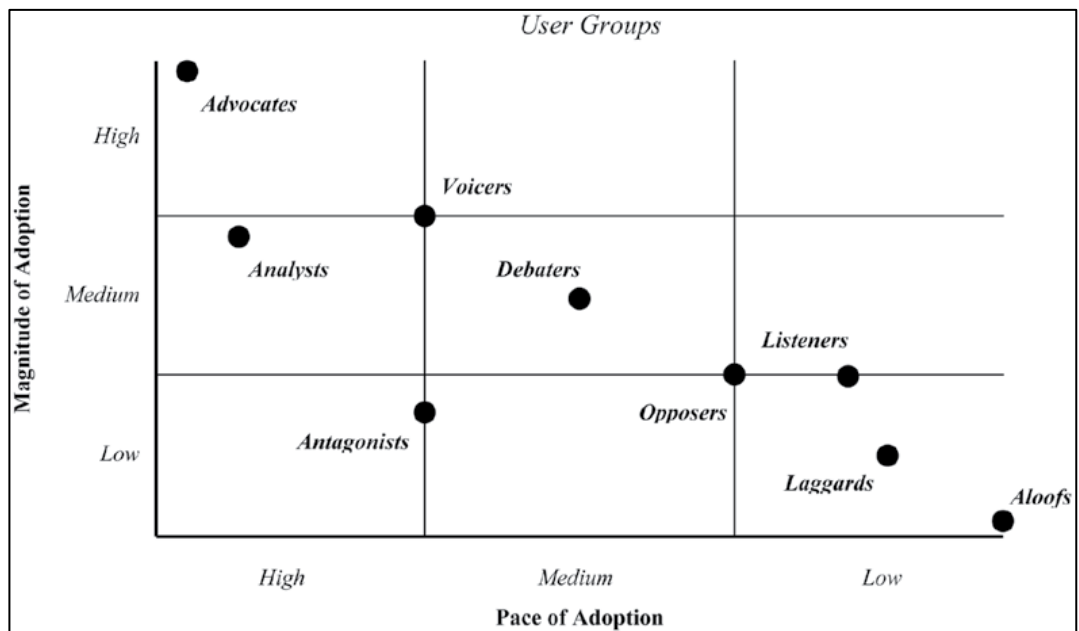 User Groups
Advocates
High
Voicers
Analysts
Debaters
Medium
Listeners
Opposers
Antagonists
Low
Laggards
Aloofs
Magnitude of Adoption
High
Medium
Low
Pace of Adoption